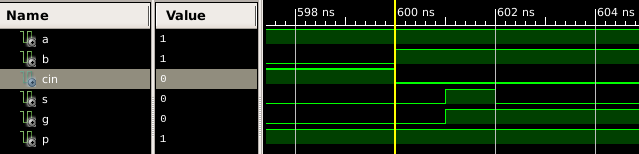 Name Value 598 ns 600 ns 602 ns 604 ns
a 1
b 1
cin 0
s 0
g 0
p 1